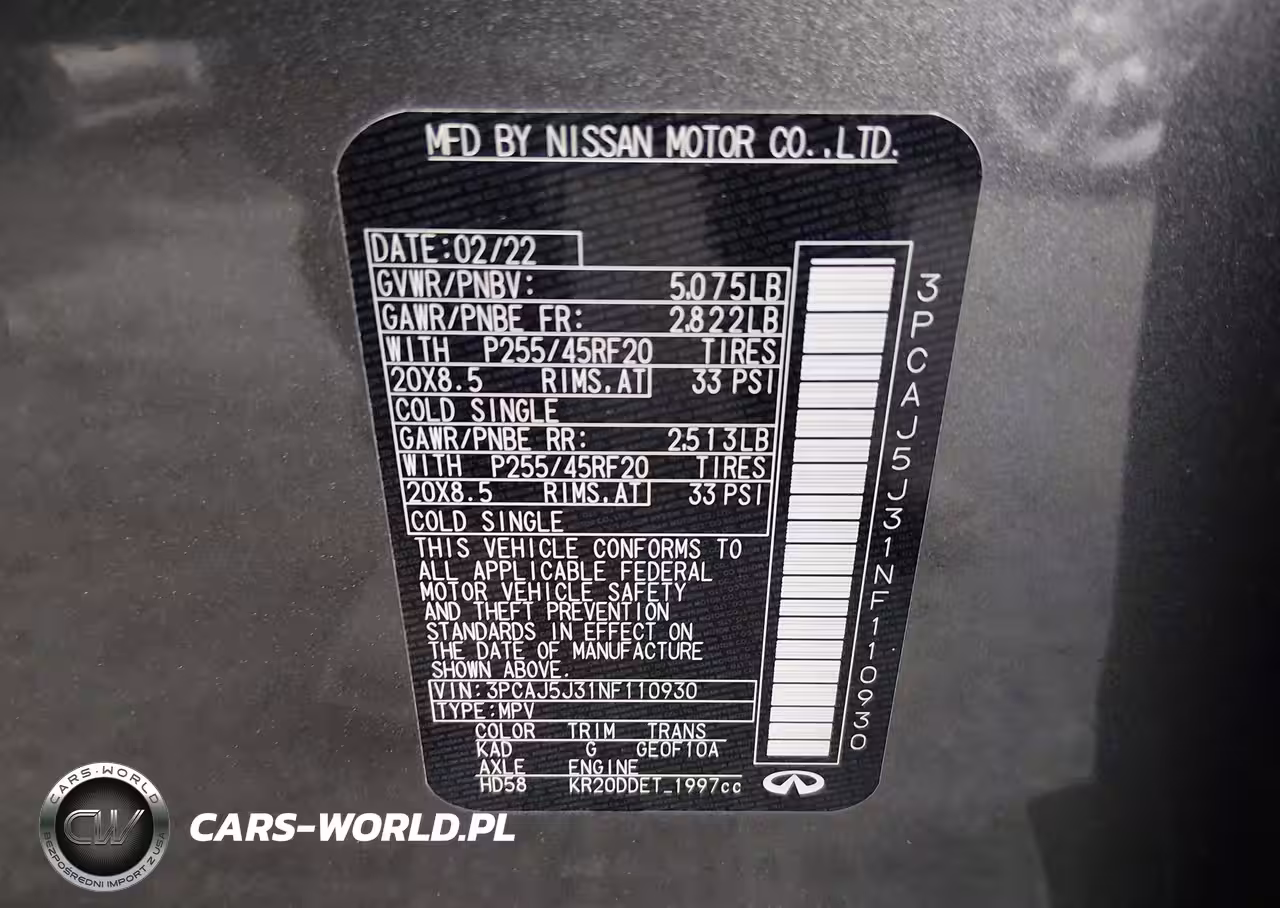 MFD BY NISSAN MOTOR CO.,LTD.
DATE:02/22
GVWR/PNBV: 5,075LB
GAWR/PNBE FR: 2,822LB
WITH P255/45RF20 TIRES
20X8.5 RIMS,AT 33 PSI
COLD SINGLE
GAWR/PNBE RR: 2,513LB
WITH P255/45RF20 TIRES
20X8.5 RIMS,AT 33 PSI
COLD SINGLE
THIS VEHICLE CONFORMS TO
ALL APPLICABLE FEDERAL
MOTOR VEHICLE SAFETY
AND THEFT PREVENTION
STANDARDS IN EFFECT ON
THE DATE OF MANUFACTURE
SHOWN ABOVE.
VIN:3PCAJ5J31NF110930
TYPE:MPV
COLOR TRIM TRANS
KAD G GE0F10A
AXLE ENGINE
HD58 KR20DDET_1997cc
3PCAJ5J31NF110930
CARS-WORLD
CW
BEZPOŚREDNI IMPORT Z USA
CARS-WORLD.PL